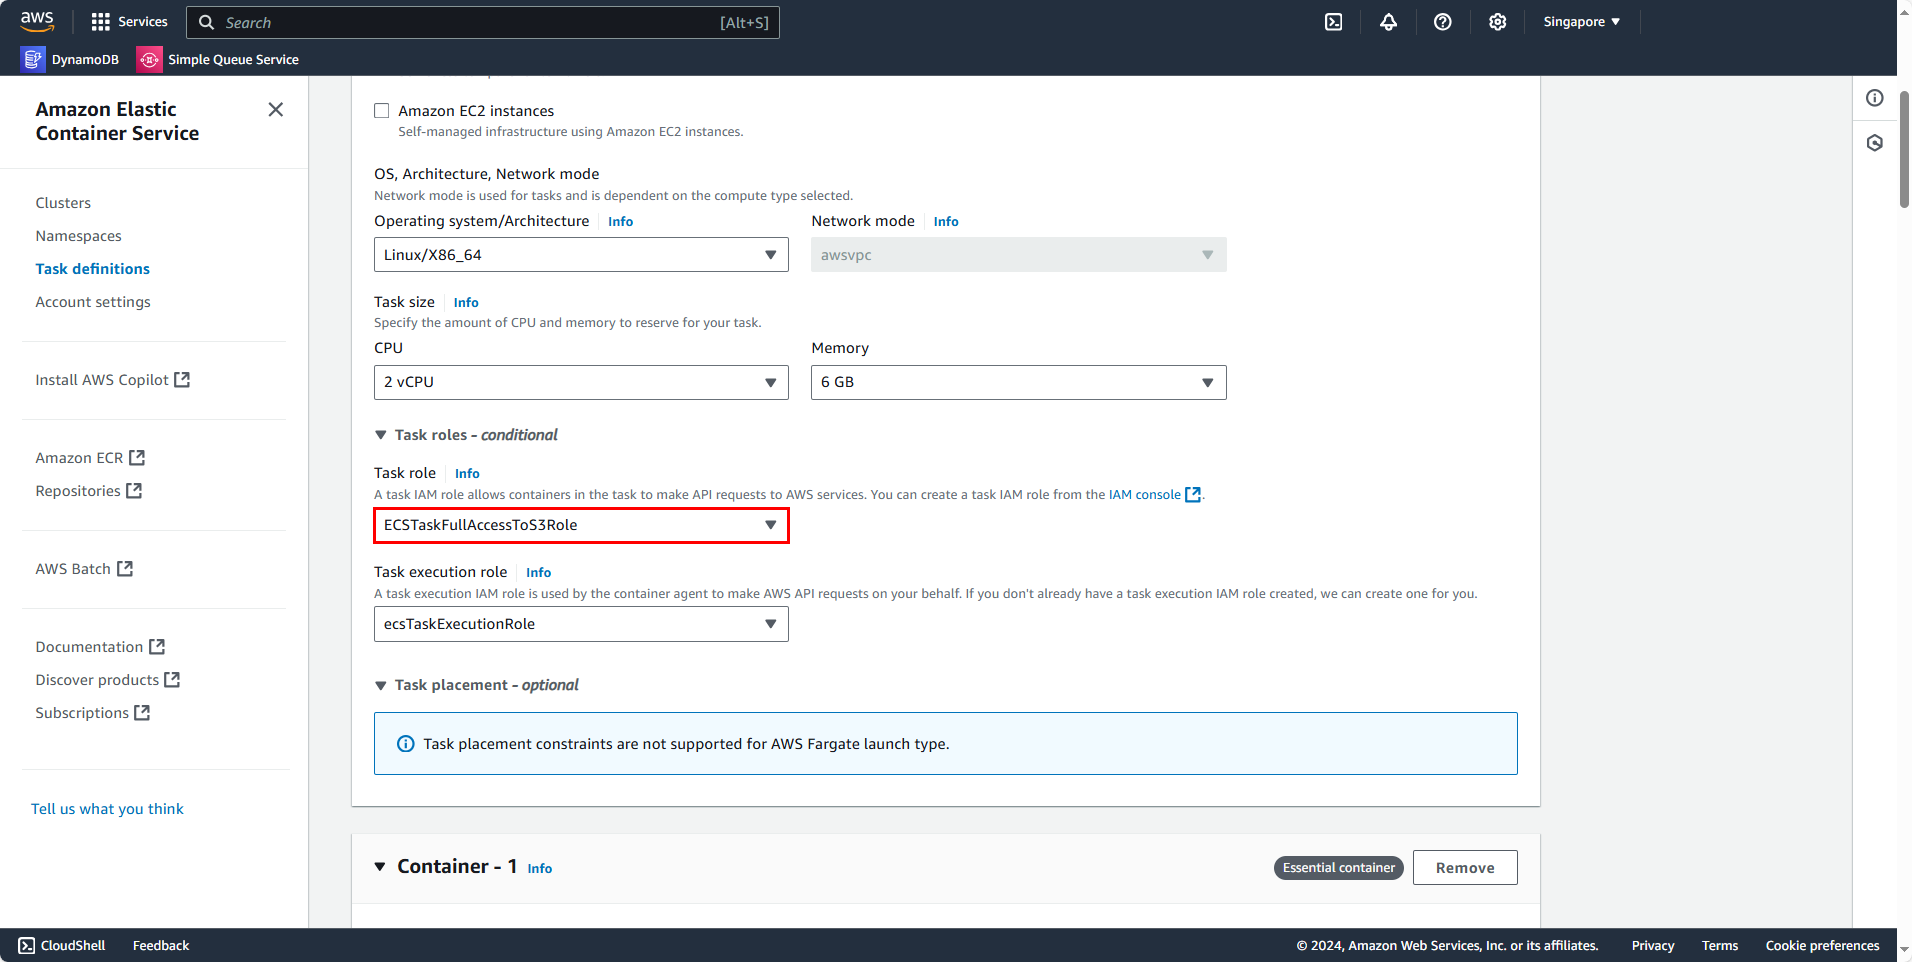 aws
Services
Search
[Alt+S]
Singapore ▼
DynamoDB
Simple Queue Service
Amazon Elastic
Container Service
Clusters
Namespaces
Task definitions
Account settings
Install AWS Copilot
Amazon ECR
Repositories
AWS Batch
Documentation
Discover products
Subscriptions
Tell us what you think
Amazon EC2 instances
Self-managed infrastructure using Amazon EC2 instances.
OS, Architecture, Network mode
Network mode is used for tasks and is dependent on the compute type selected.
Operating system/Architecture Info
Network mode Info
Linux/X86_64
awsvpc
Task size Info
Specify the amount of CPU and memory to reserve for your task.
CPU
Memory
2 vCPU
6 GB
Task roles - conditional
Task role Info
A task IAM role allows containers in the task to make API requests to AWS services. You can create a task IAM role from the IAM console.
ECSTaskFullAccessToS3Role
Task execution role Info
A task execution IAM role is used by the container agent to make AWS API requests on your behalf. If you don't already have a task execution IAM role created, we can create one for you.
ecsTaskExecutionRole
Task placement - optional
Task placement constraints are not supported for AWS Fargate launch type.
Container - 1 Info
Essential container
Remove
CloudShell
Feedback
© 2024, Amazon Web Services, Inc. or its affiliates.
Privacy
Terms
Cookie preferences